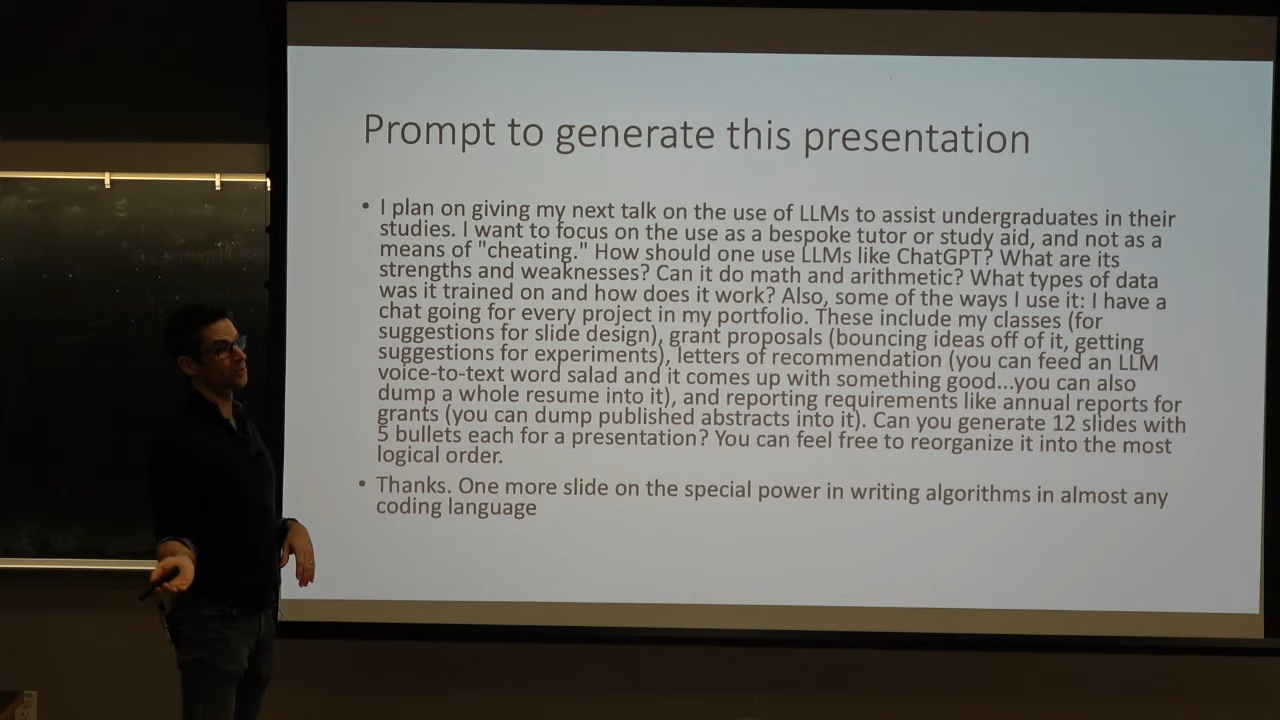 Prompt to generate this presentation
• I plan on giving my next talk on the use of LLMs to assist undergraduates in their
studies. I want to focus on the use as a bespoke tutor or study aid, and not as a
means of "cheating." How should one use LLMs like ChatGPT? What are its
strengths and weaknesses? Can it do math and arithmetic? What types of data
was it trained on and how does it work? Also, some of the ways I use it: I have a
chat going for every project in my portfolio. These include my classes (for
suggestions for slide design), grant proposals (bouncing ideas off of it, getting
suggestions for experiments), letters of recommendation (you can feed an LLM
voice-to-text word salad and it comes up with something good...you can also
dump a whole resume into it), and reporting requirements like annual reports for
grants (you can dump published abstracts into it). Can you generate 12 slides with
5 bullets each for a presentation? You can feel free to reorganize it into the most
logical order.
• Thanks. One more slide on the special power in writing algorithms in almost any
coding language